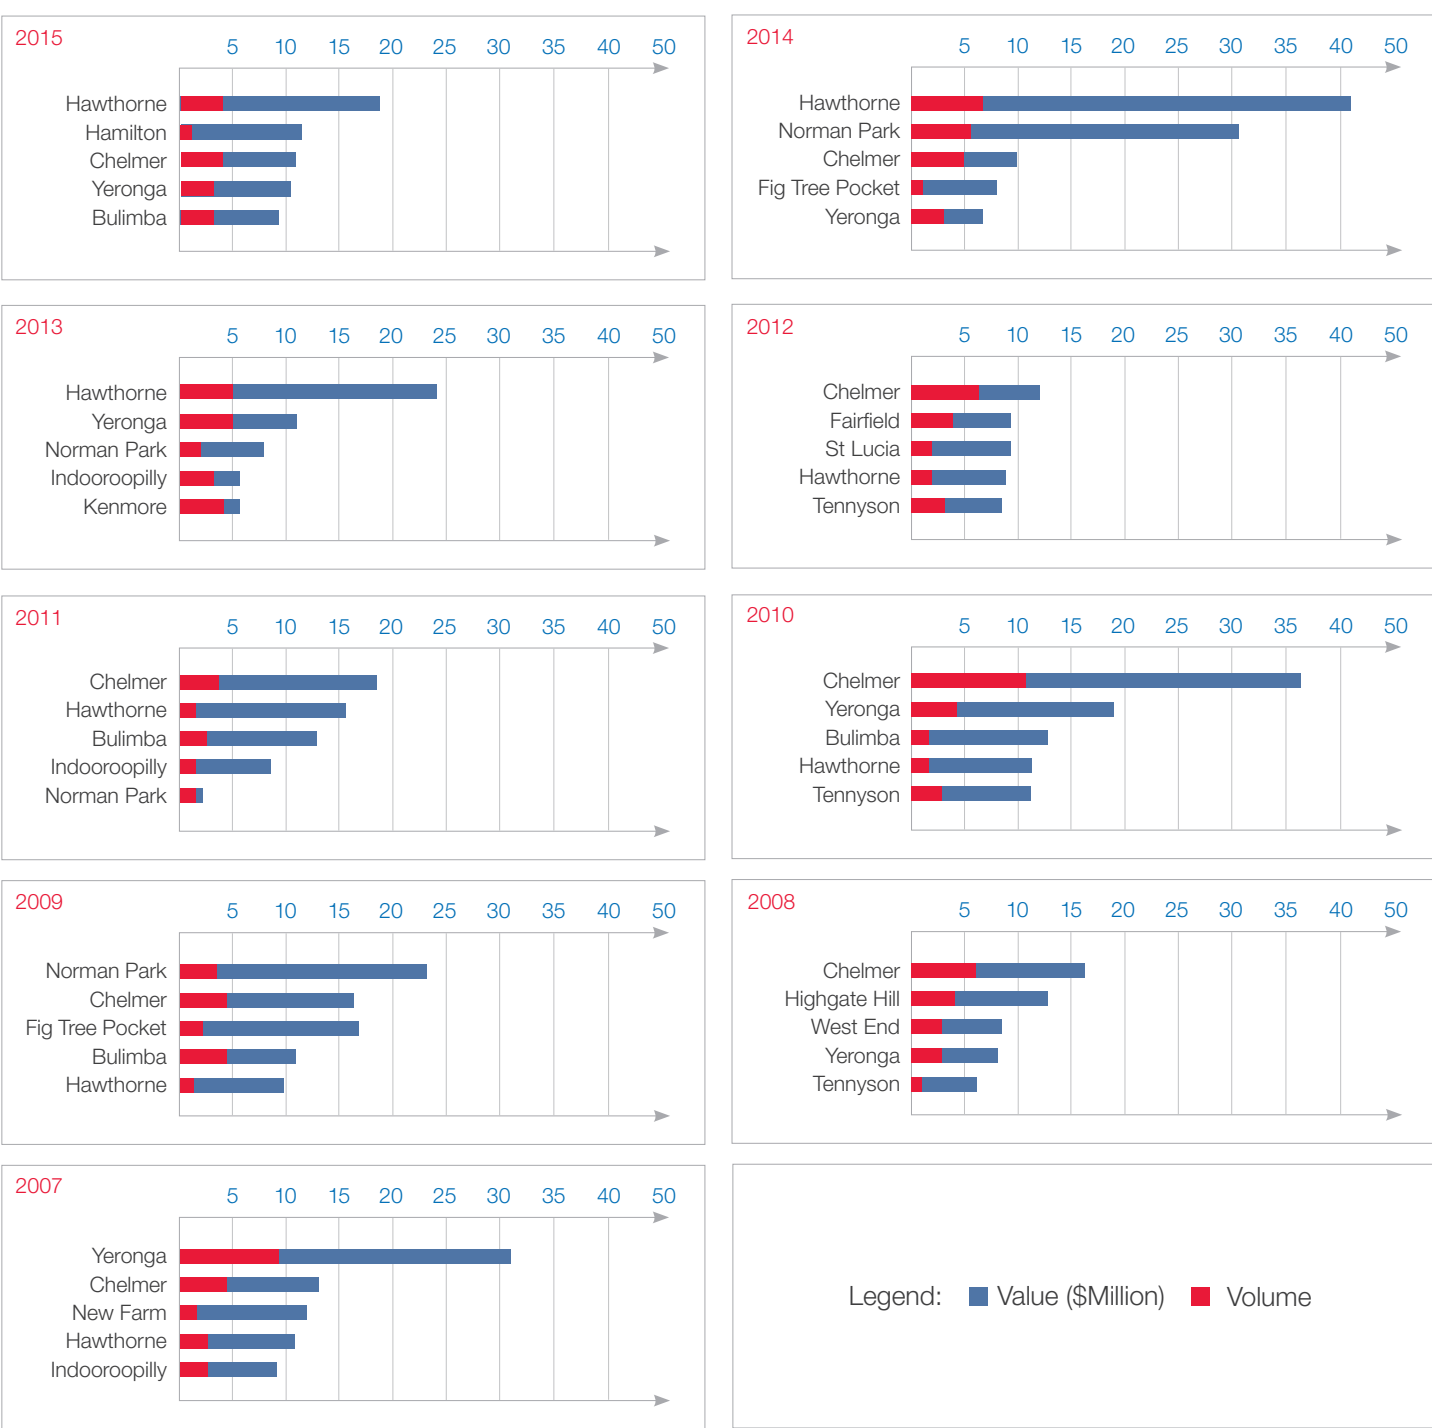 2015
5 10 15 20 25 30 35 40 50
Hawthorne
Hamilton
Chelmer
Yeronga
Bulimba
2014
5 10 15 20 25 30 35 40 50
Hawthorne
Norman Park
Chelmer
Fig Tree Pocket
Yeronga
2013
5 10 15 20 25 30 35 40 50
Hawthorne
Yeronga
Norman Park
Indooroopilly
Kenmore
2012
5 10 15 20 25 30 35 40 50
Chelmer
Fairfield
St Lucia
Hawthorne
Tennyson
2011
5 10 15 20 25 30 35 40 50
Chelmer
Hawthorne
Bulimba
Indooroopilly
Norman Park
2010
5 10 15 20 25 30 35 40 50
Chelmer
Yeronga
Bulimba
Hawthorne
Tennyson
2009
5 10 15 20 25 30 35 40 50
Norman Park
Chelmer
Fig Tree Pocket
Bulimba
Hawthorne
2008
5 10 15 20 25 30 35 40 50
Chelmer
Highgate Hill
West End
Yeronga
Tennyson
2007
5 10 15 20 25 30 35 40 50
Yeronga
Chelmer
New Farm
Hawthorne
Indooroopilly
Legend: Value ($Million) Volume